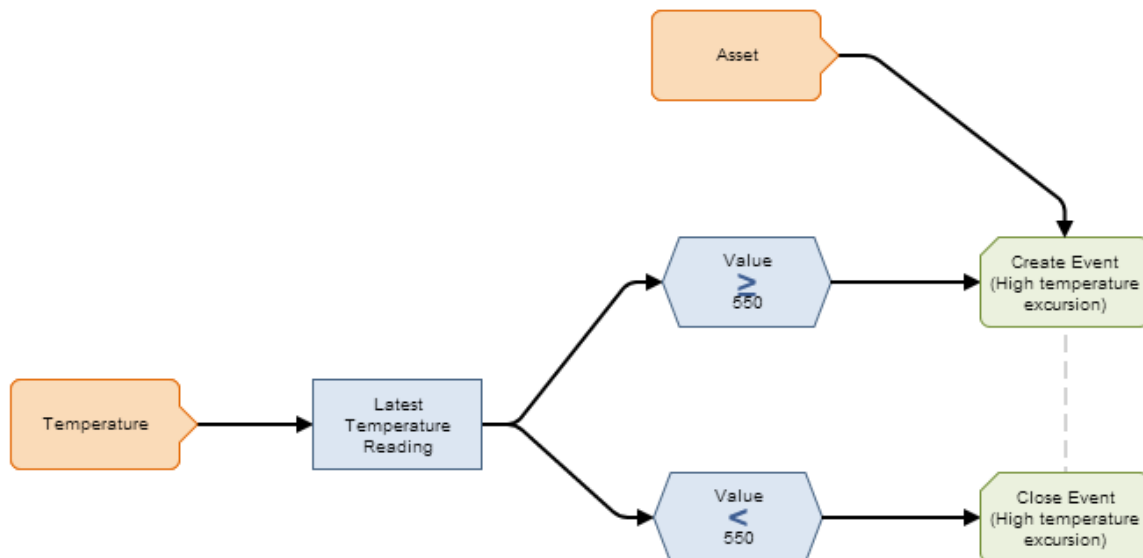 Asset
Value
≥
550
Create Event
(High temperature
excursion)
Temperature
Latest
Temperature
Reading
Value
<
550
Close Event
(High temperature
excursion)